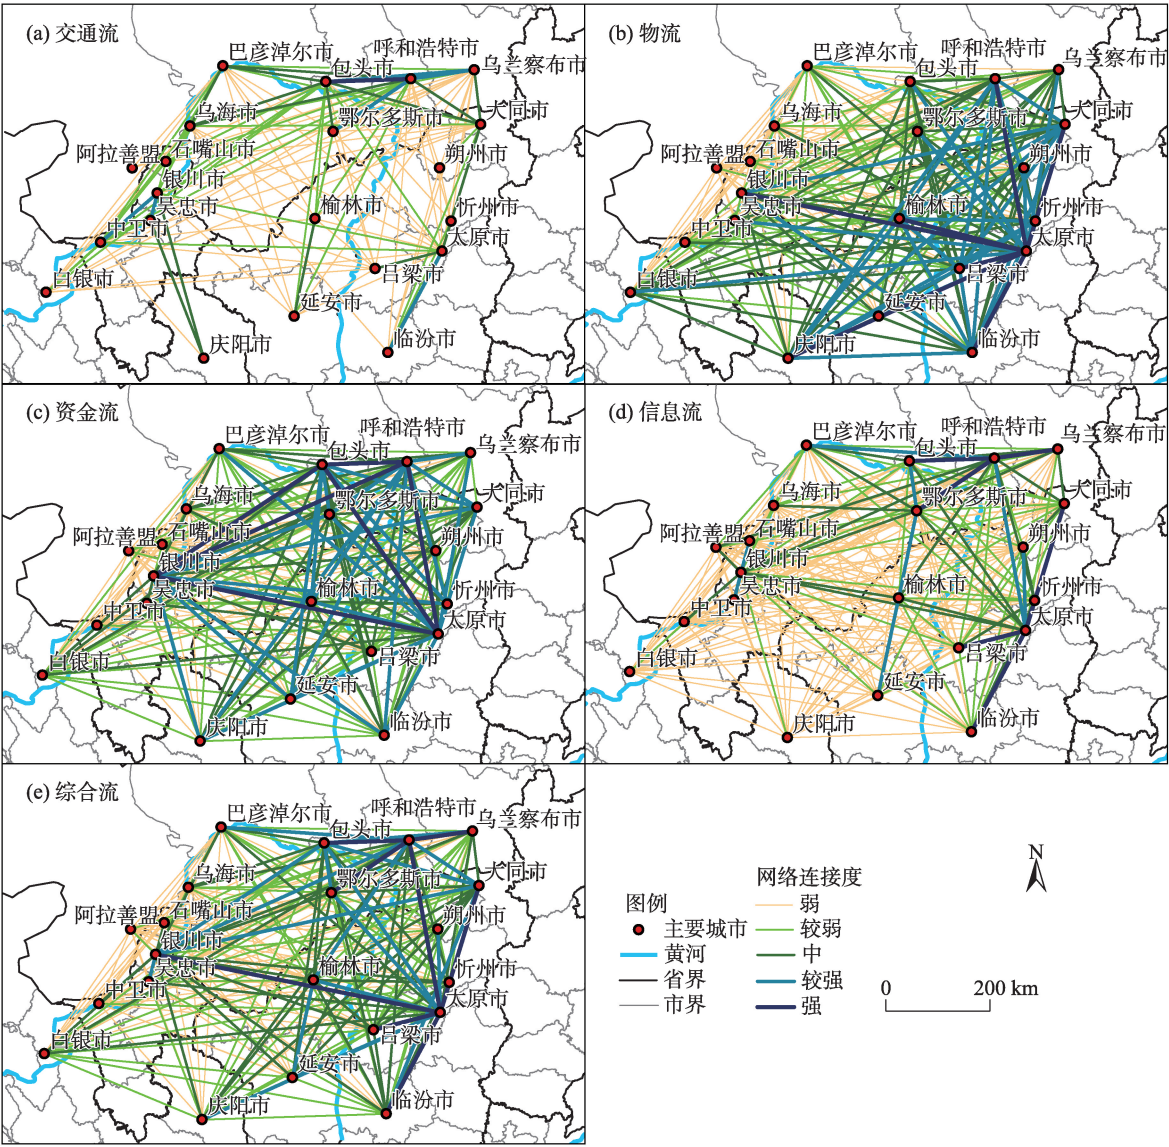 (a) 交通流
巴彦淖尔市
呼和浩特市
包头市
乌兰察布市
乌海市
鄂尔多斯市
大同市
阿拉善盟
石嘴山市
朔州市
银川市
吴忠市
榆林市
忻州市
中卫市
太原市
白银市
吕梁市
延安市
庆阳市
临汾市
(b) 物流
巴彦淖尔市
呼和浩特市
包头市
乌兰察布市
乌海市
鄂尔多斯市
大同市
阿拉善盟
石嘴山市
朔州市
银川市
吴忠市
榆林市
忻州市
中卫市
太原市
白银市
吕梁市
延安市
庆阳市
临汾市
(c) 资金流
巴彦淖尔市
呼和浩特市
包头市
乌兰察布市
乌海市
鄂尔多斯市
大同市
阿拉善盟
石嘴山市
朔州市
银川市
吴忠市
榆林市
忻州市
中卫市
太原市
白银市
吕梁市
延安市
庆阳市
临汾市
(d) 信息流
巴彦淖尔市
呼和浩特市
包头市
乌兰察布市
乌海市
鄂尔多斯市
大同市
阿拉善盟
石嘴山市
朔州市
银川市
吴忠市
榆林市
忻州市
中卫市
太原市
白银市
吕梁市
延安市
庆阳市
临汾市
(e) 综合流
巴彦淖尔市
呼和浩特市
包头市
乌兰察布市
乌海市
鄂尔多斯市
大同市
阿拉善盟
石嘴山市
朔州市
银川市
吴忠市
榆林市
忻州市
中卫市
太原市
白银市
吕梁市
延安市
庆阳市
临汾市
图例
主要城市
黄河
省界
市界
网络连接度
弱
较弱
中
较强
强
N
0 200 km